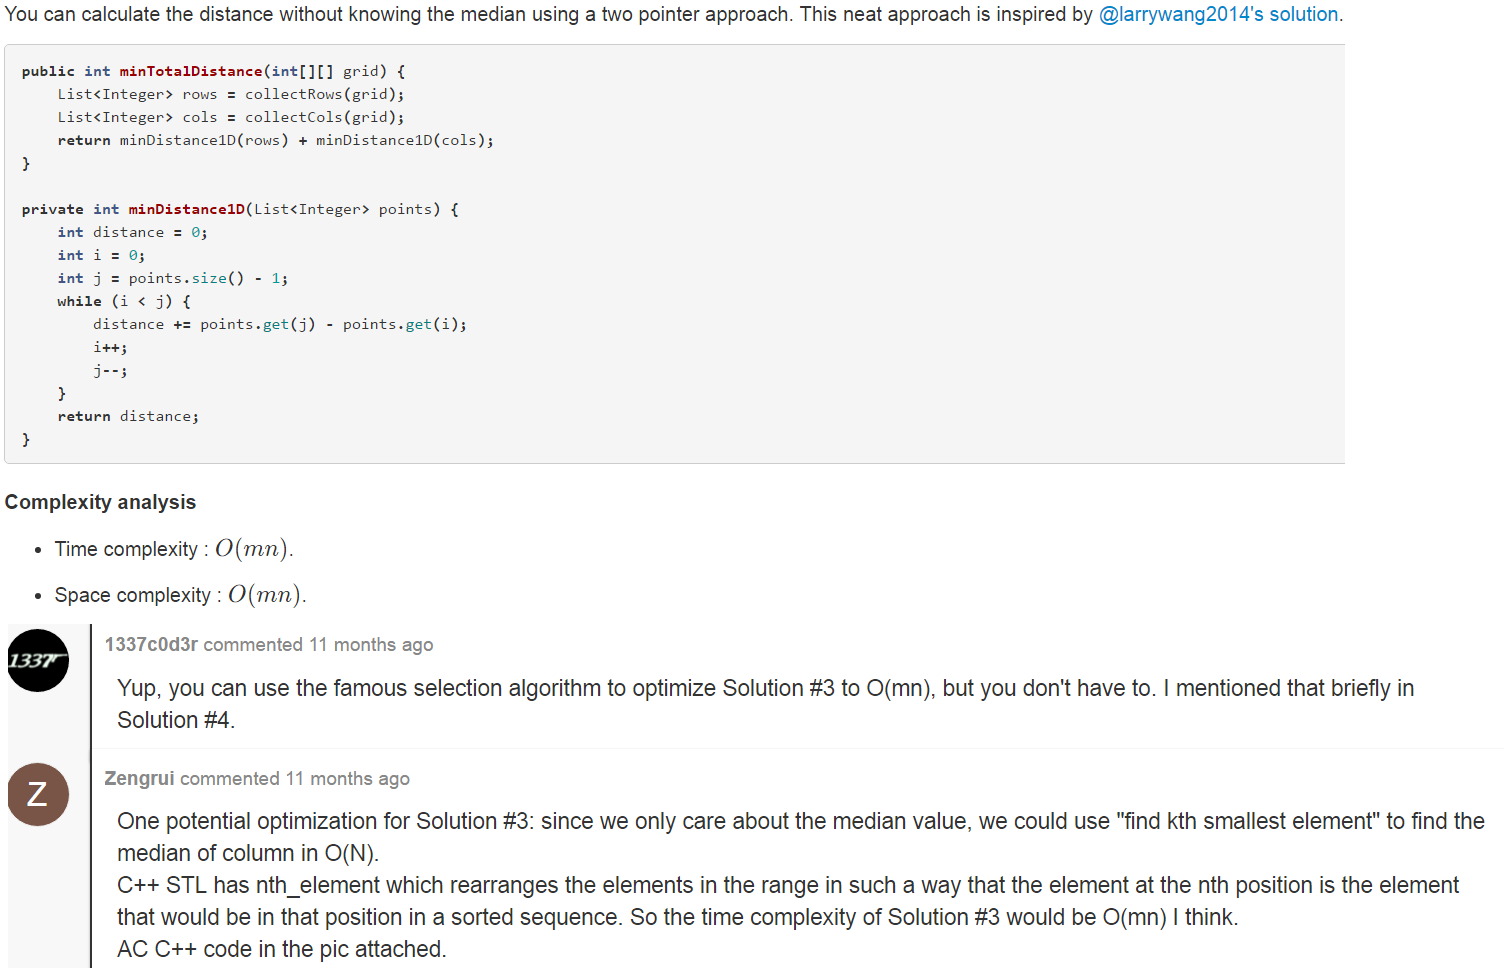 You can calculate the distance without knowing the median using a two pointer approach. This neat approach is inspired by @larrywang2014's solution.
public int minTotalDistance(int[][] grid) {
    List<Integer> rows = collectRows(grid);
    List<Integer> cols = collectCols(grid);
    return minDistance1D(rows) + minDistance1D(cols);
}
private int minDistance1D(List<Integer> points) {
    int distance = 0;
    int i = 0;
    int j = points.size() - 1;
    while (i < j) {
        distance += points.get(j) - points.get(i);
        i++;
        j--;
    }
    return distance;
}
Complexity analysis
• Time complexity : O(mn).
• Space complexity : O(mn).
1337
1337c0d3r commented 11 months ago
Yup, you can use the famous selection algorithm to optimize Solution #3 to O(mn), but you don't have to. I mentioned that briefly in
Solution #4.
Z
Zengrui commented 11 months ago
One potential optimization for Solution #3: since we only care about the median value, we could use "find kth smallest element" to find the
median of column in O(N).
C++ STL has nth_element which rearranges the elements in the range in such a way that the element at the nth position is the element
that would be in that position in a sorted sequence. So the time complexity of Solution #3 would be O(mn) I think.
AC C++ code in the pic attached.